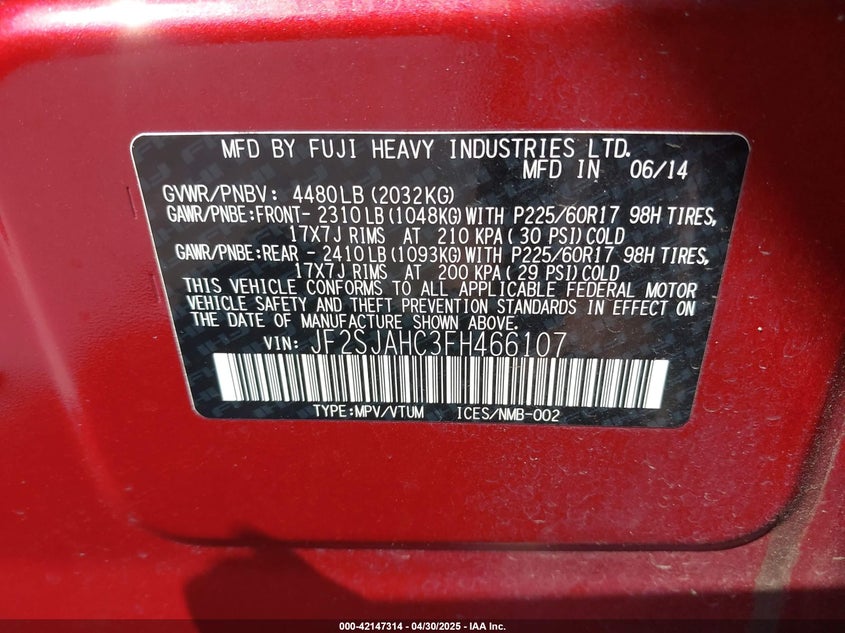 MFD BY FUJI HEAVY INDUSTRIES LTD.
MFD IN 06/14
GVWR/PNBV: 4480LB (2032KG)
GAWR/PNBE:FRONT- 2310LB (1048KG) WITH P225/60R17 98H TIRES,
17X7J RIMS AT 210 KPA( 30 PSI)COLD
GAWR/PNBE:REAR - 2410LB (1093KG) WITH P225/60R17 98H TIRES,
17X7J RIMS AT 200 KPA( 29 PSI)COLD
THIS VEHICLE CONFORMS TO ALL APPLICABLE FEDERAL MOTOR
VEHICLE SAFETY AND THEFT PREVENTION STANDARDS IN EFFECT ON
THE DATE OF MANUFACTURE SHOWN ABOVE.
VIN: JF2SJAHC3FH466107
TYPE:MPV/VTUM ICES/NMB-002
000-42147314 - 04/30/2025 - IAA Inc.